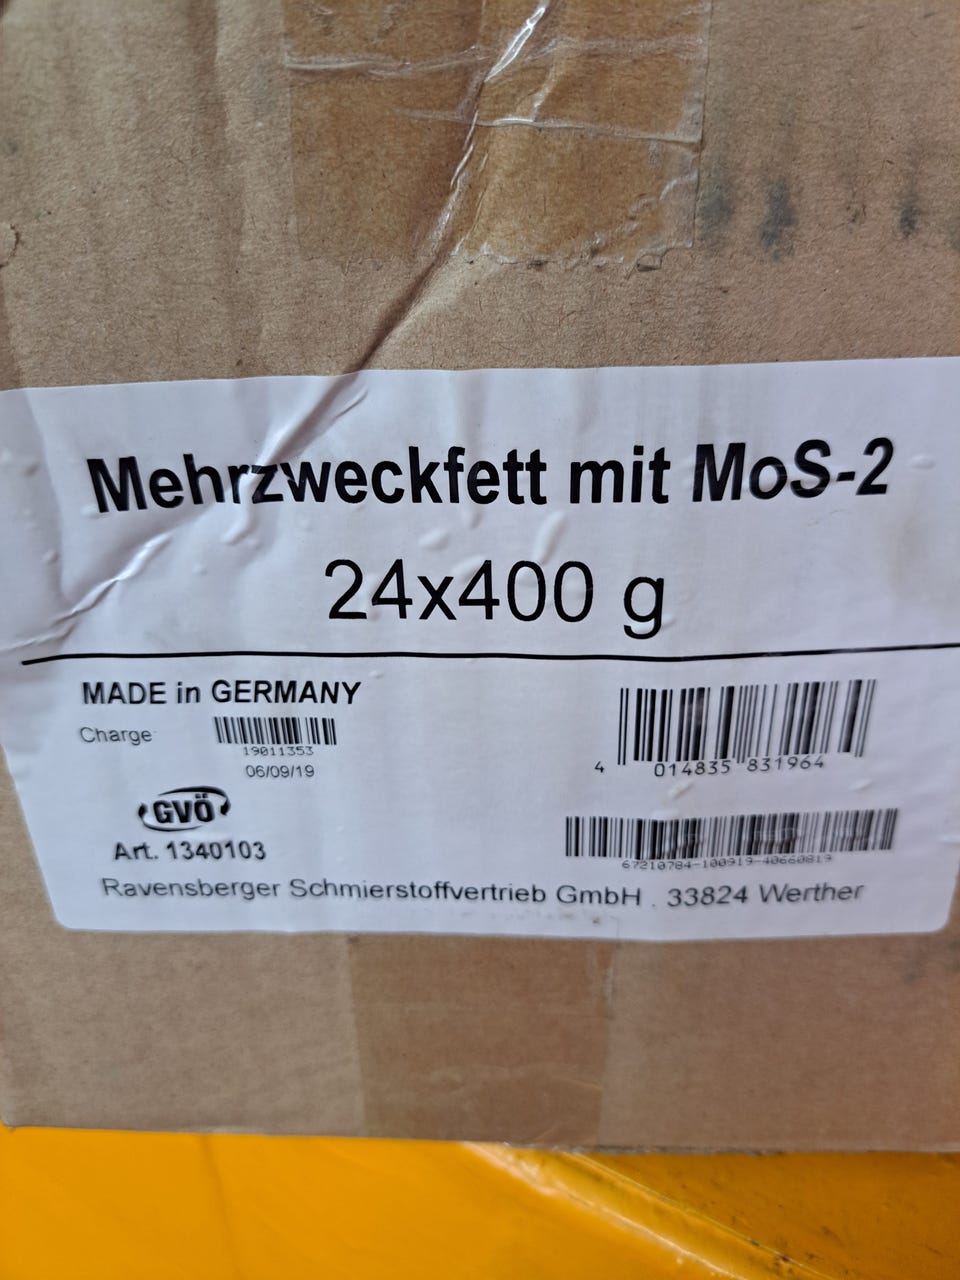 Mehrzweckfett mit MoS-2
24x400 g
MADE in GERMANY
Charge
19011353
06/09/19
4 014835 831964
GVÖ
Art. 1340103
67210784-100919-40660819
Ravensberger Schmierstoffvertrieb GmbH . 33824 Werther